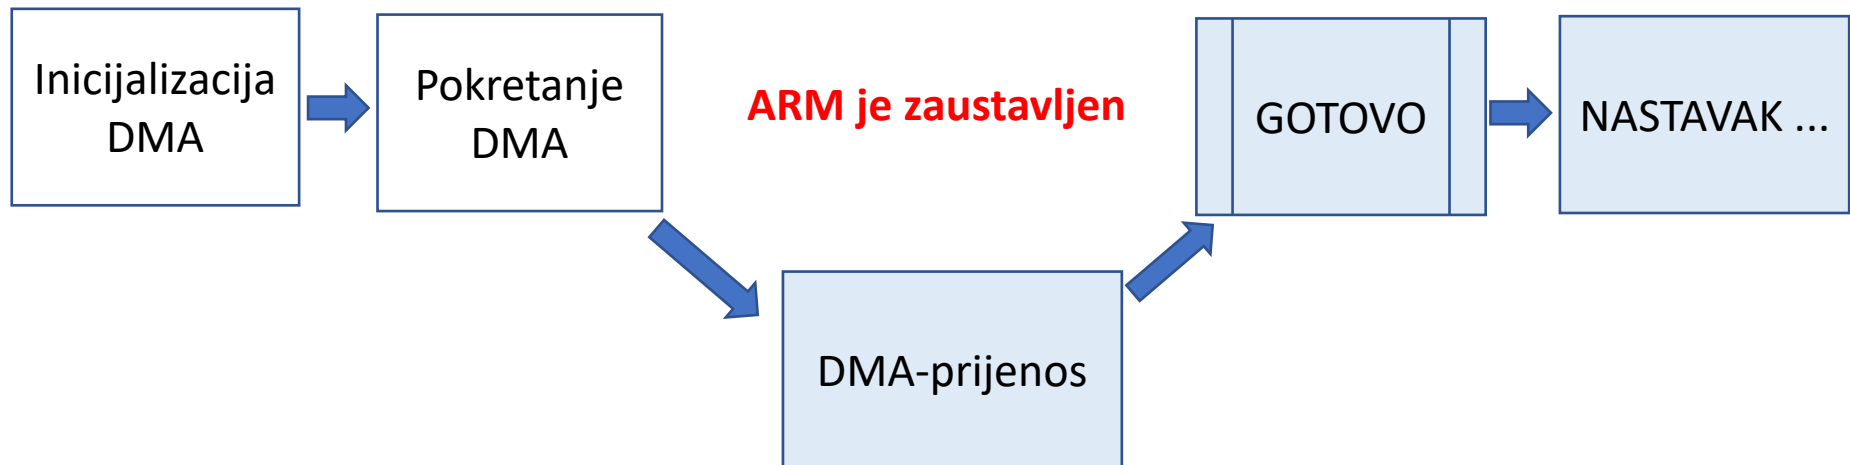 Inicijalizacija
DMA
Pokretanje
DMA
ARM je zaustavljen
GOTOVO
NASTAVAK ...
DMA-prijenos